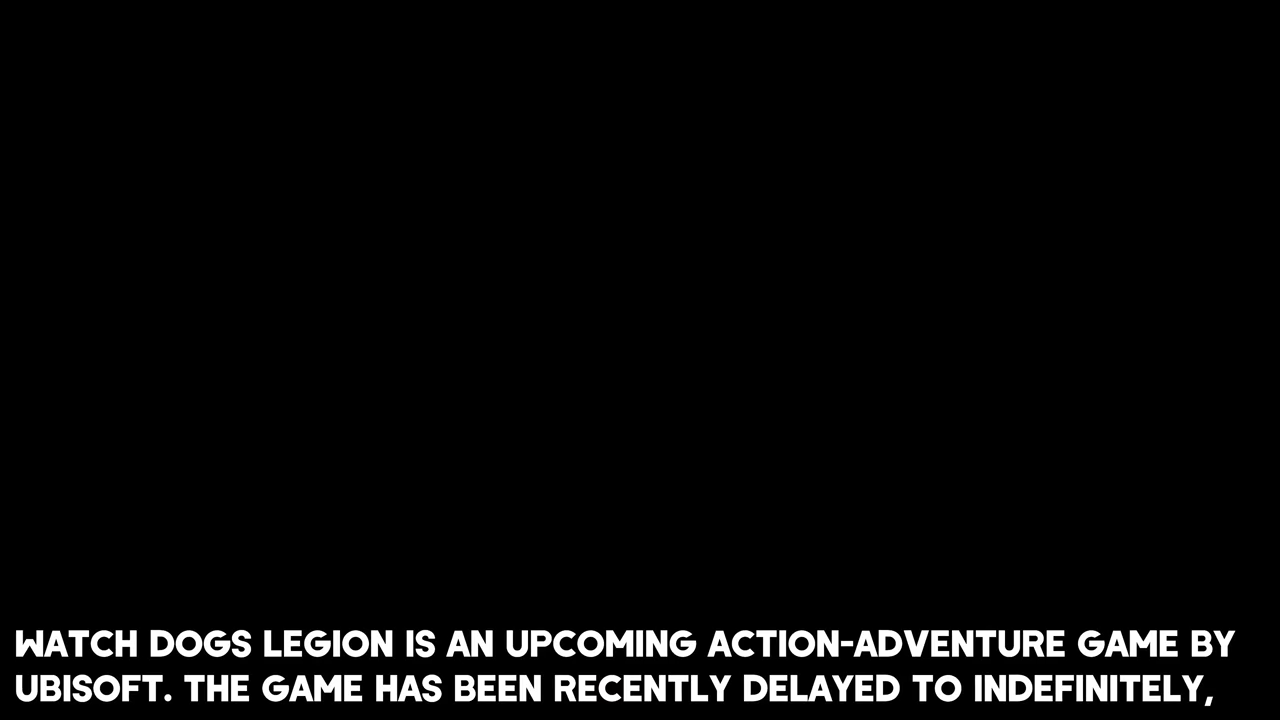 WATCH DOGS LEGION IS AN UPCOMING ACTION-ADVENTURE GAME BY
UBISOFT. THE GAME HAS BEEN RECENTLY DELAYED TO INDEFINITELY,